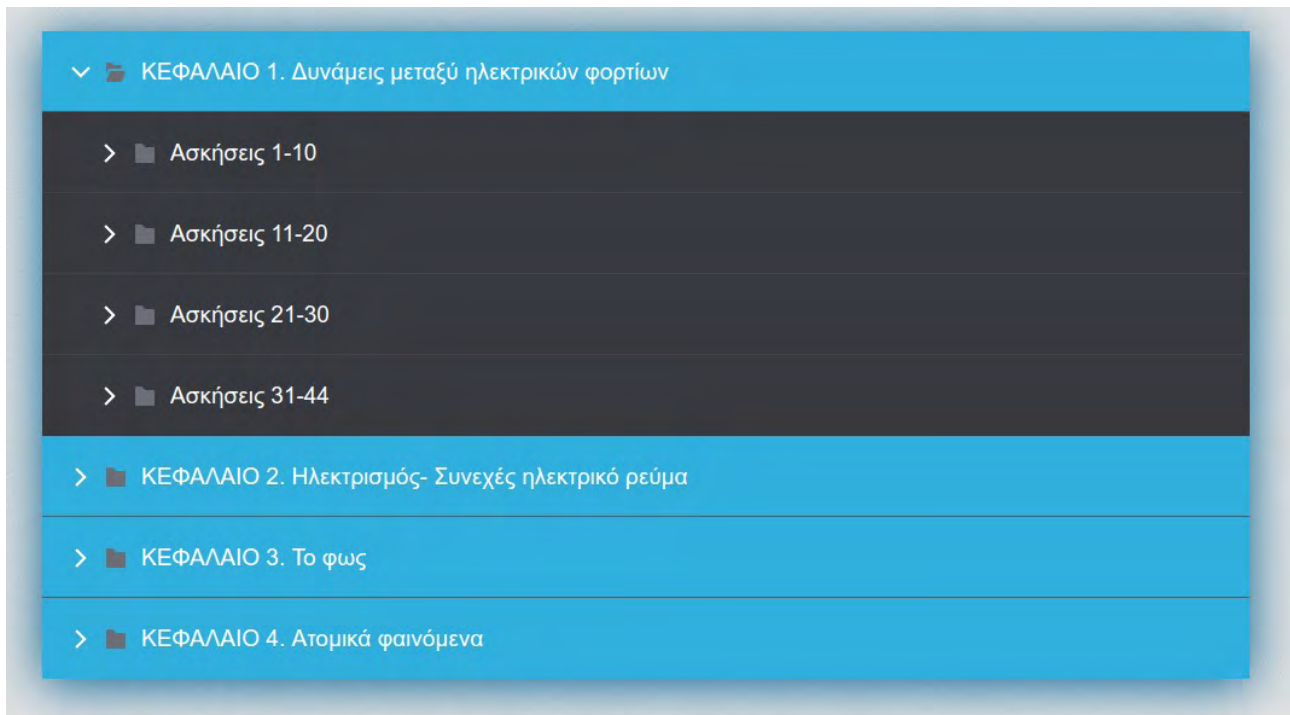 ΚΕΦΑΛΑΙΟ 1. Δυνάμεις μεταξύ ηλεκτρικών φορτίων
Ασκήσεις 1-10
Ασκήσεις 11-20
Ασκήσεις 21-30
Ασκήσεις 31-44
ΚΕΦΑΛΑΙΟ 2. Ηλεκτρισμός- Συνεχές ηλεκτρικό ρεύμα
ΚΕΦΑΛΑΙΟ 3. Το φως
ΚΕΦΑΛΑΙΟ 4. Ατομικά φαινόμενα